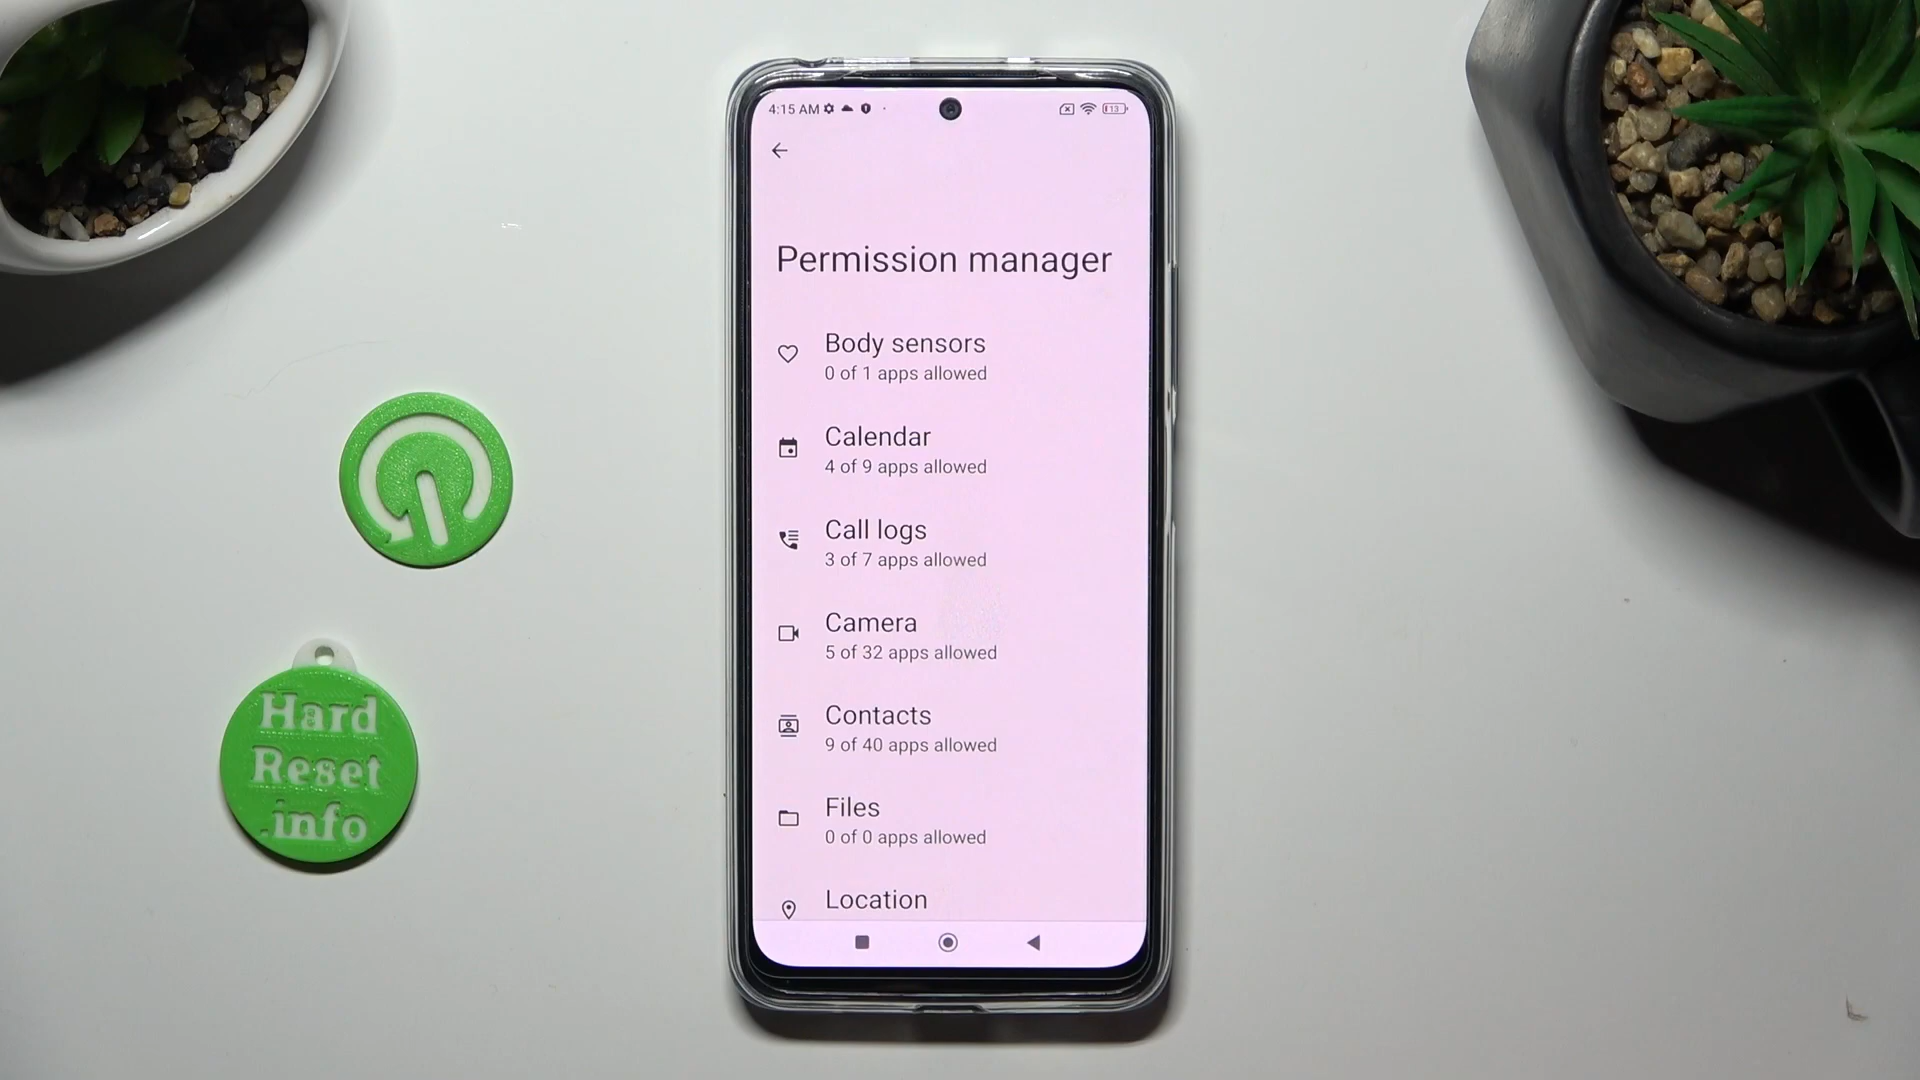 4:15 AM
13
Permission manager
Body sensors
0 of 1 apps allowed
Calendar
4 of 9 apps allowed
Call logs
3 of 7 apps allowed
Camera
5 of 32 apps allowed
Contacts
9 of 40 apps allowed
Files
0 of 0 apps allowed
Location
Hard
Reset
.info